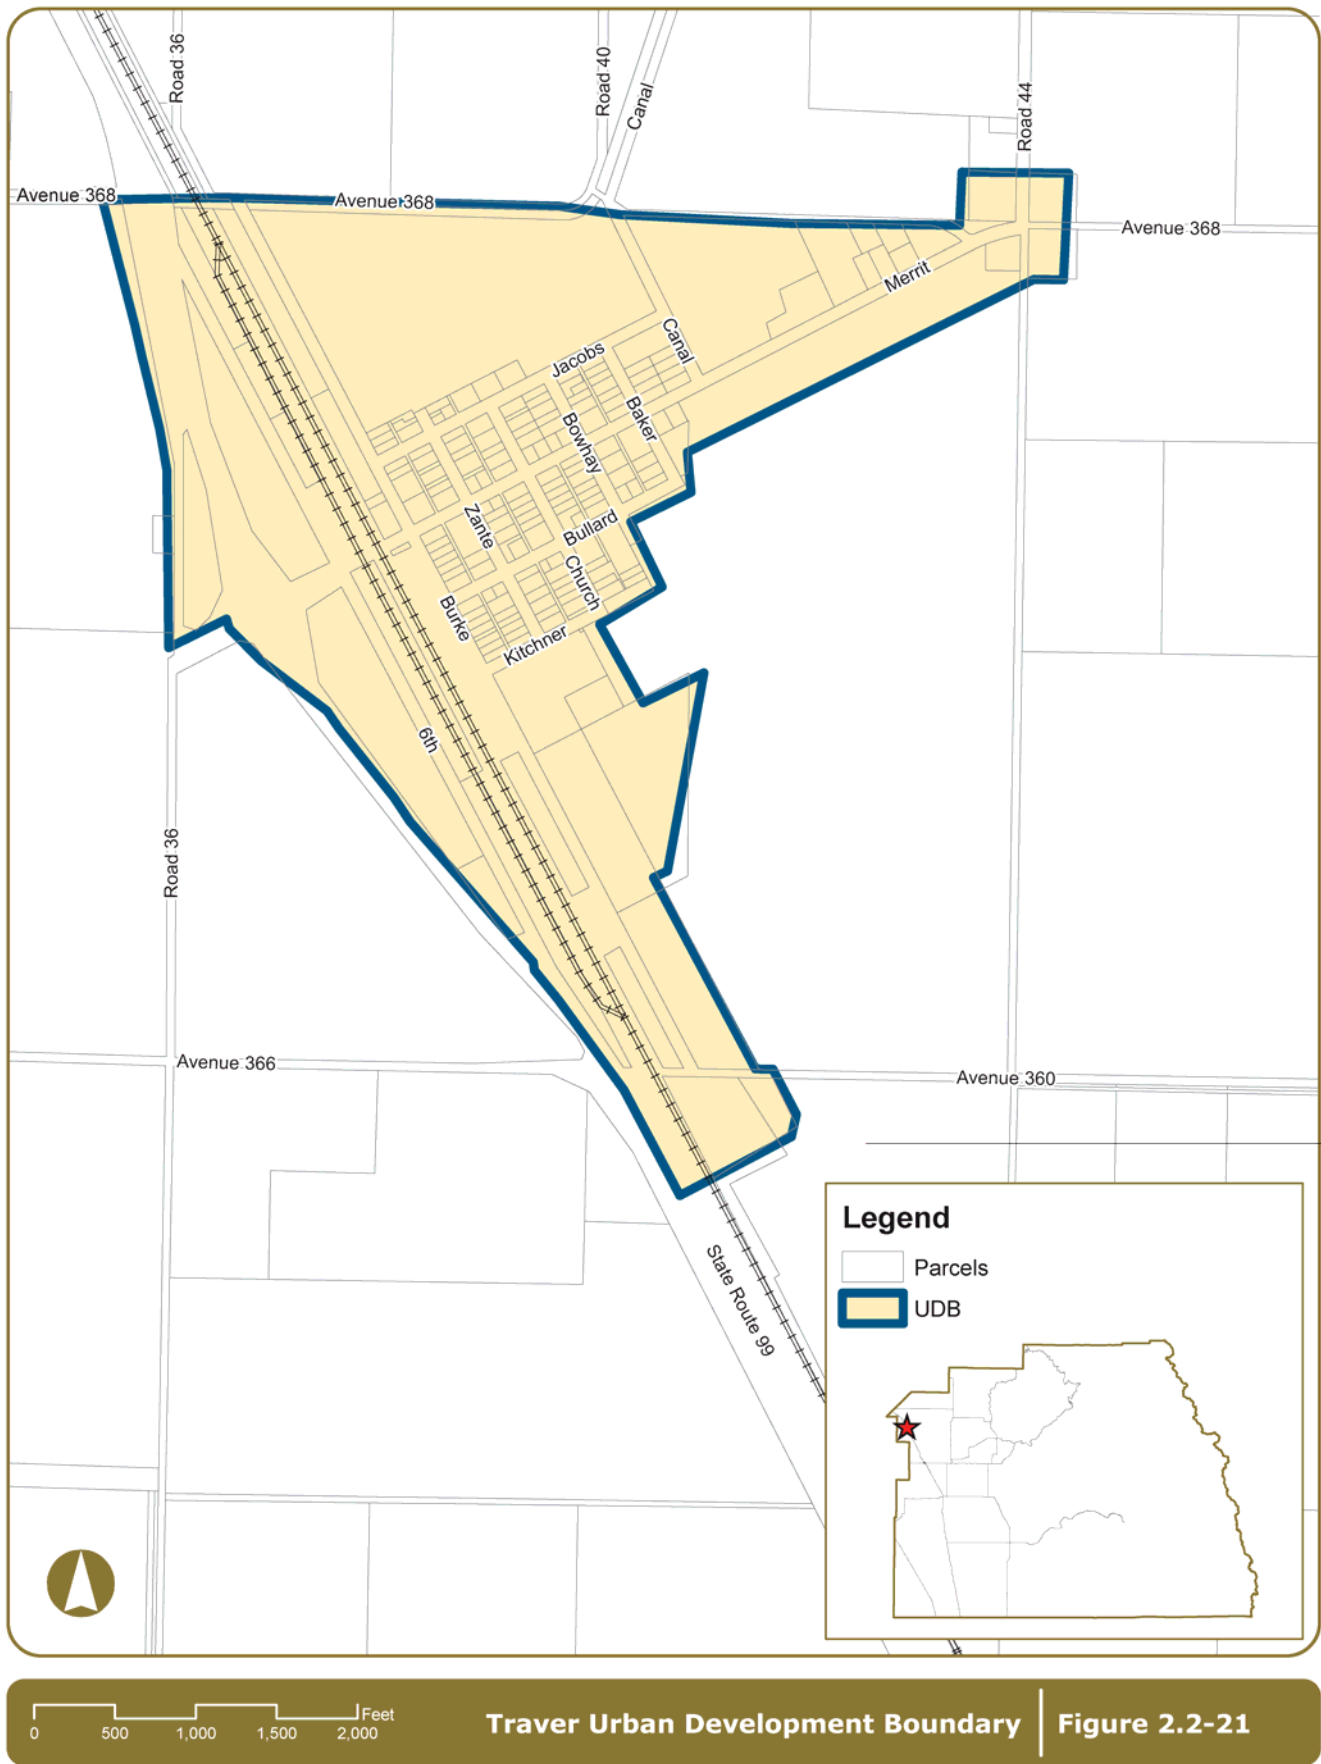 Road 36
Road 40
Canal
Road 44
Avenue 368
Avenue 368
Avenue 368
Merrit
Canal
Jacobs
Baker
Bowhay
Zante
Bullard
Church
Burke
Kitchner
6th
Road 36
Avenue 366
Avenue 360
State Route 99
Legend
Parcels
UDB
0 500 1,000 1,500 2,000 Feet
Traver Urban Development Boundary Figure 2.2-21